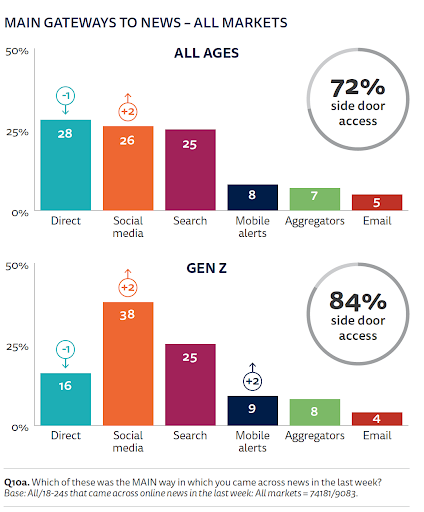 MAIN GATEWAYS TO NEWS – ALL MARKETS
50%
ALL AGES
72%
side door
access
-1
+2
28
26
25
25%
8
7
5
0%
Direct
Social
media
Search
Mobile
alerts
Aggregators
Email
50%
GEN Z
84%
side door
access
+2
38
-1
25
25%
+2
16
9
8
4
0%
Direct
Social
media
Search
Mobile
alerts
Aggregators
Email
Q10a. Which of these was the MAIN way in which you came across news in the last week?
Base: All/18-24s that came across online news in the last week: All markets = 74181/9083.